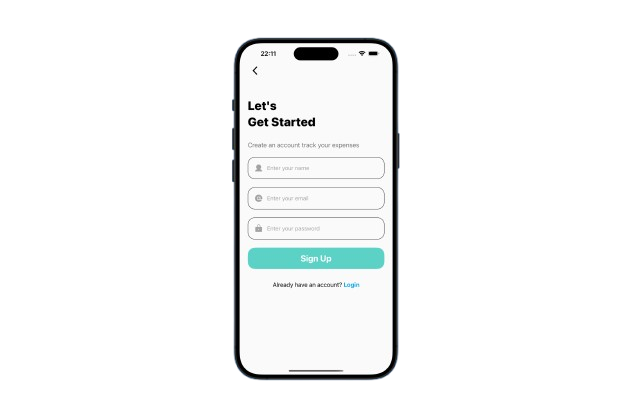 22:11
Let's
Get Started
Create an account track your expenses
Enter your name
Enter your email
Enter your password
Sign Up
Already have an account? Login